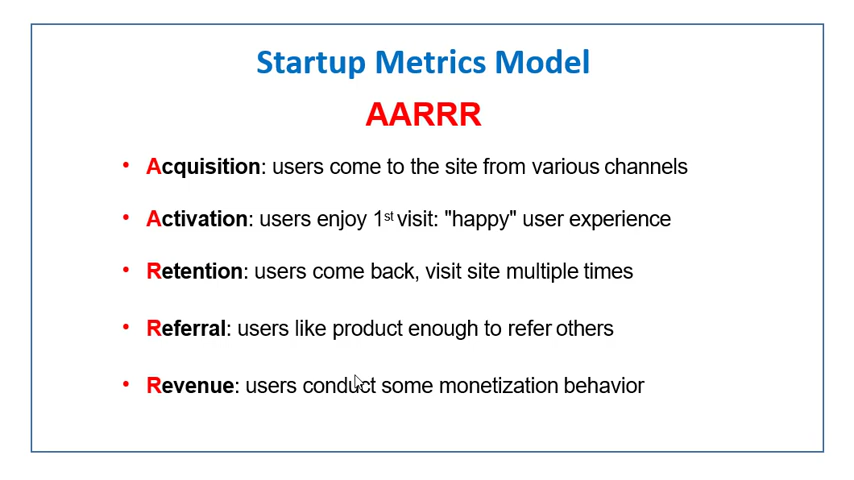 Startup Metrics Model
AARRR
• Acquisition: users come to the site from various channels
• Activation: users enjoy 1st visit: "happy" user experience
• Retention: users come back, visit site multiple times
• Referral: users like product enough to refer others
• Revenue: users conduct some monetization behavior